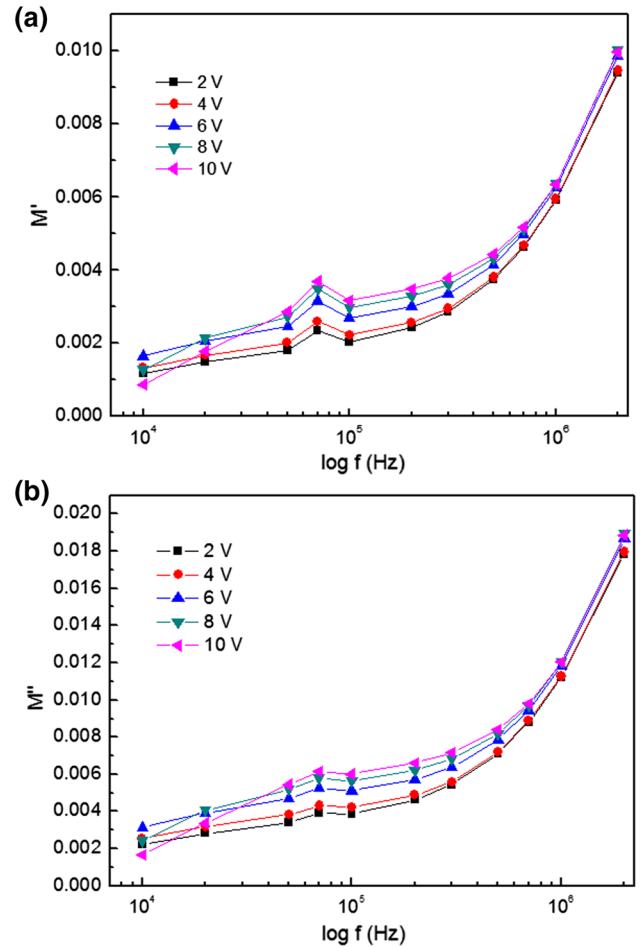 (a)
0.010
0.008
0.006
0.004
0.002
0.000
M'
2 V
4 V
6 V
8 V
10 V
10⁴ 10⁵ 10⁶
log f (Hz)
(b)
0.020
0.018
0.016
0.014
0.012
0.010
0.008
0.006
0.004
0.002
0.000
M"
2 V
4 V
6 V
8 V
10 V
10⁴ 10⁵ 10⁶
log f (Hz)